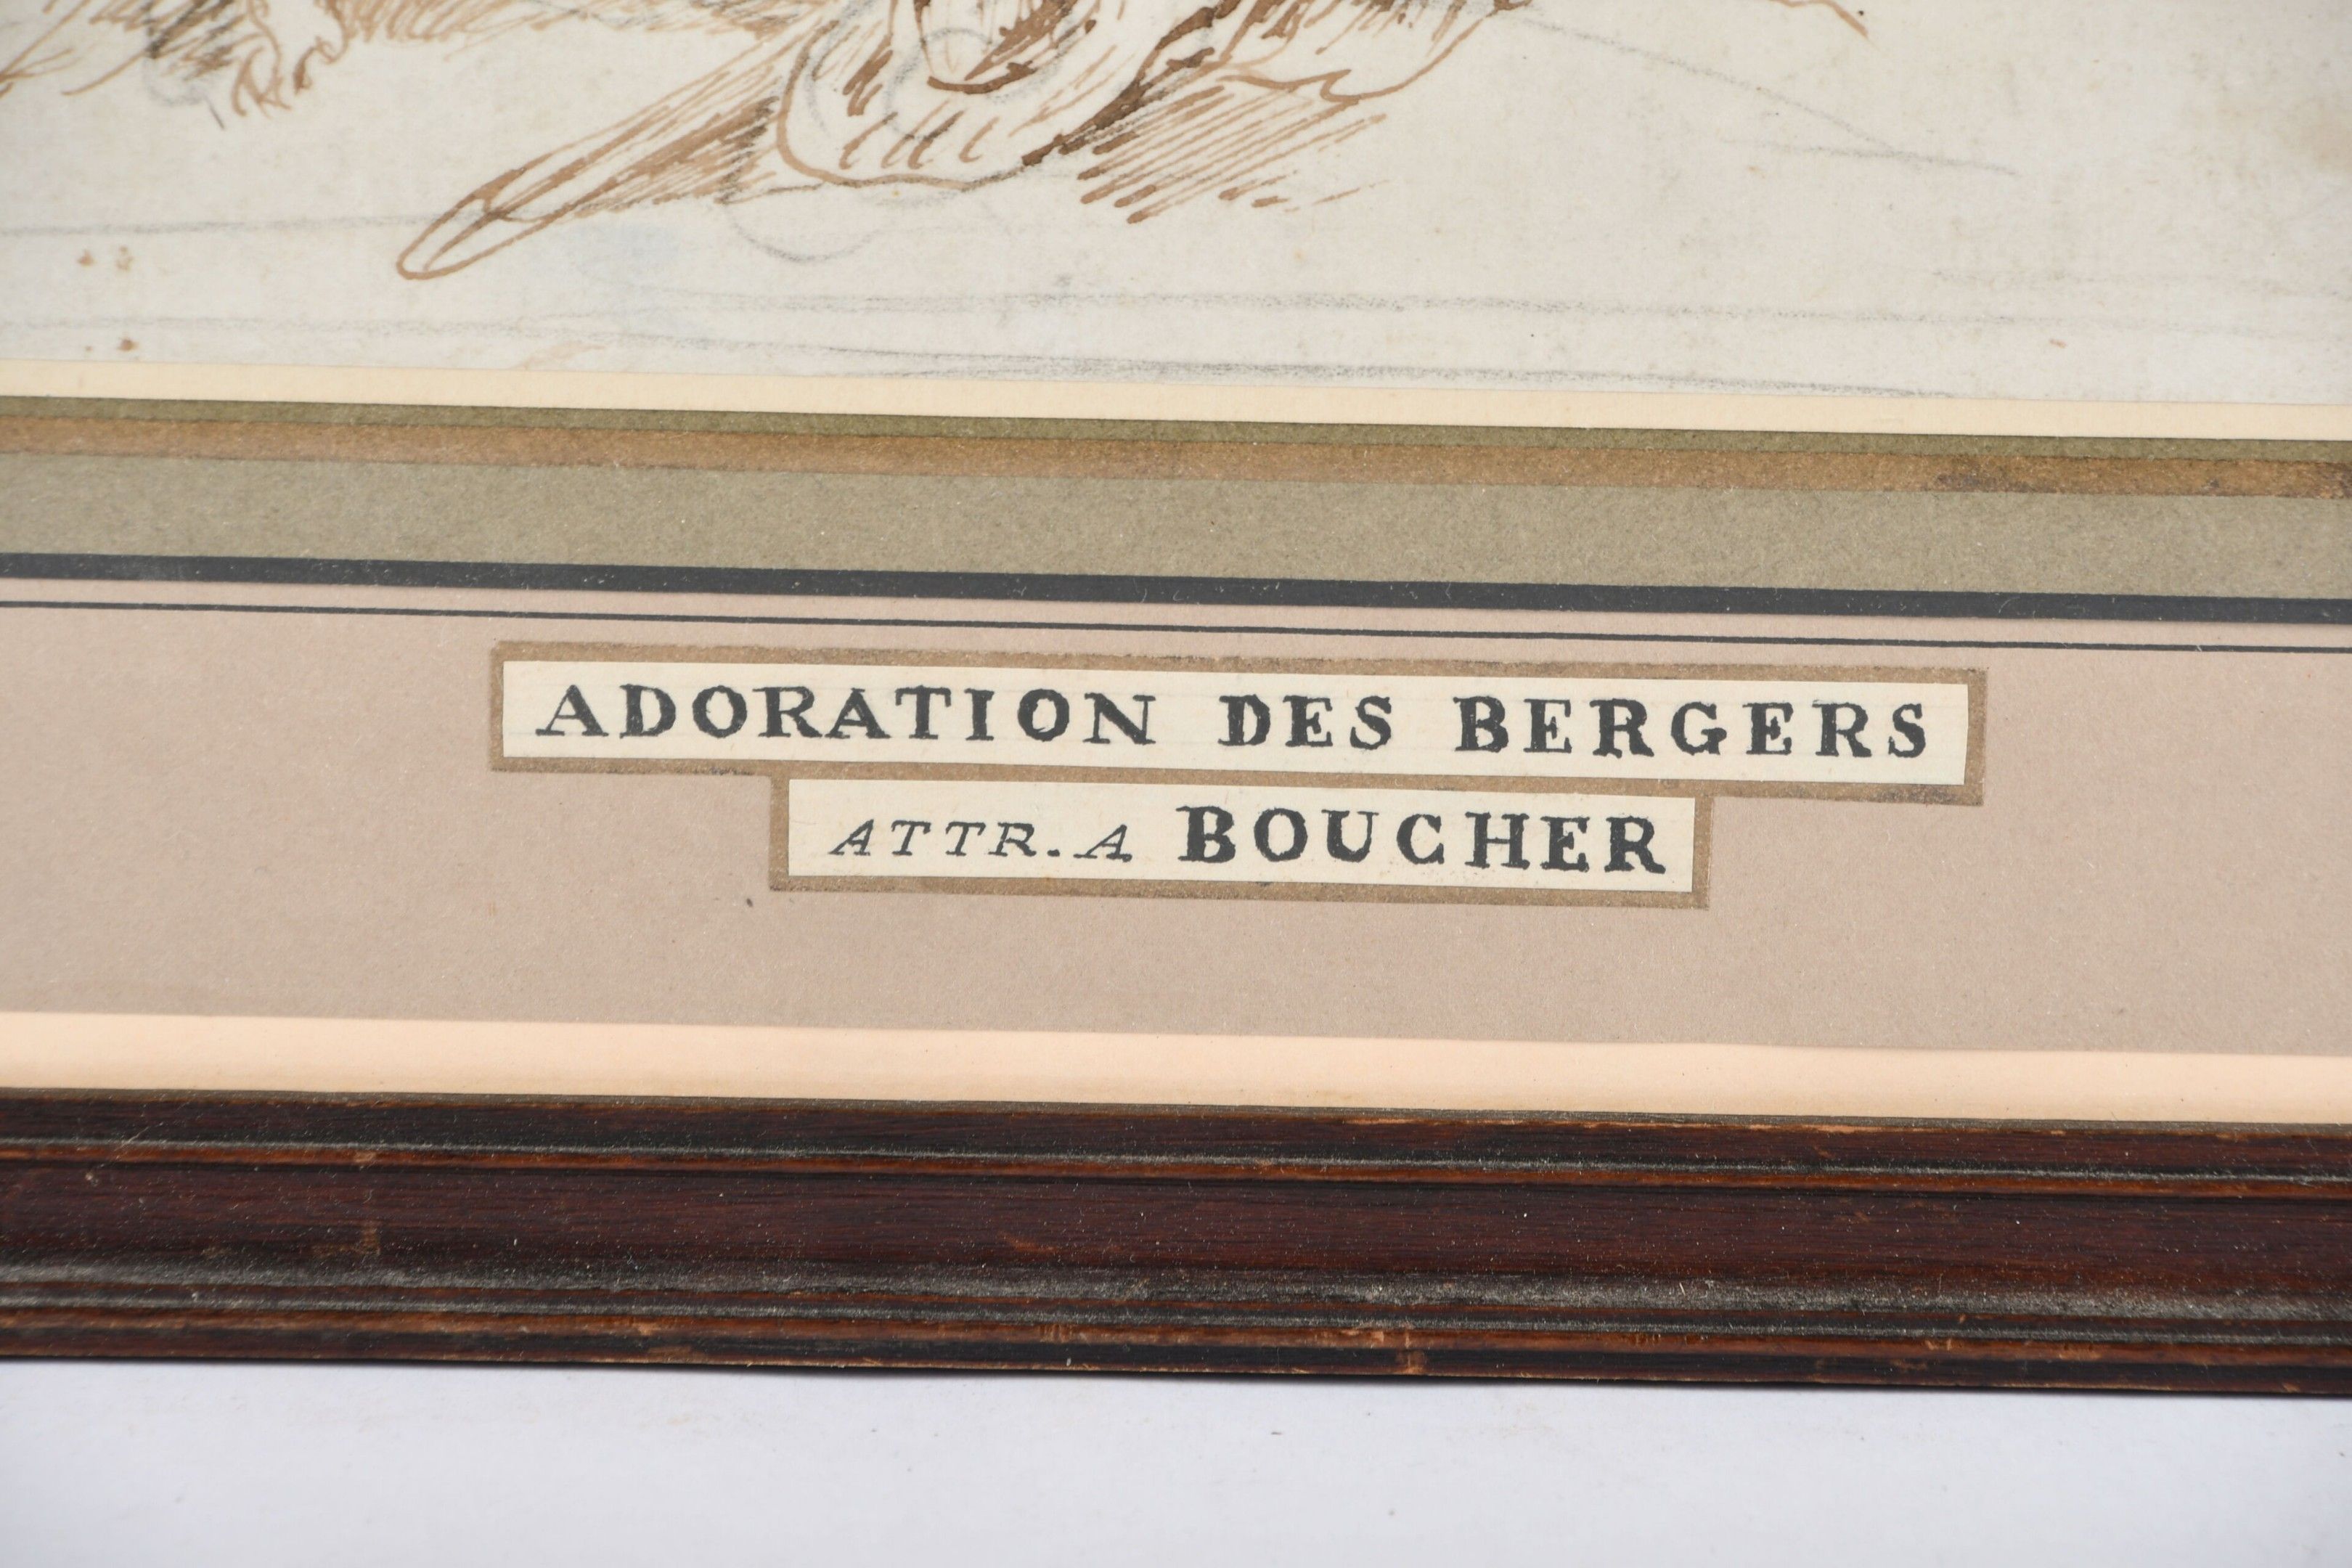 ADORATION DES BERGERS
ATTR. A BOUCHER